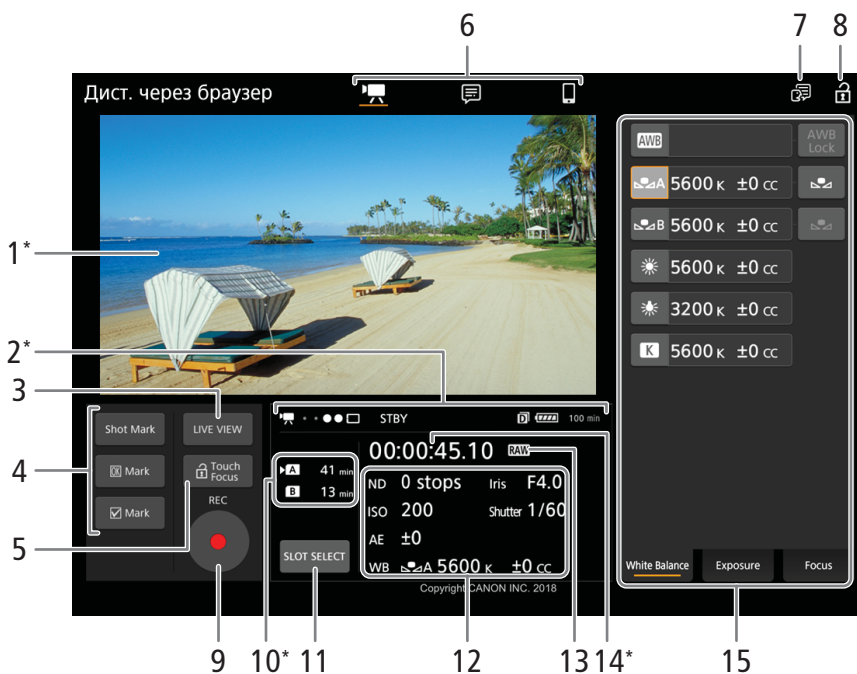 6 7 8
Дист. через браузер
AWB
AWB Lock
A 5600 K ±0 CC
B 5600 K ±0 CC
5600 K ±0 CC
3200 K ±0 CC
K 5600 K ±0 CC
1*
2*
3
STBY D 100 min
Shot Mark LIVE VIEW
00:00:45.10 RAW
4
OK Mark Touch Focus
A 41 min
B 13 min
ND 0 stops Iris F4.0
Mark REC
ISO 200 Shutter 1/60
5
AE ±0
SLOT SELECT
WB A 5600 K ±0 CC
White Balance Exposure Focus
Copyright CANON INC. 2018
9 10* 11 12 13 14* 15